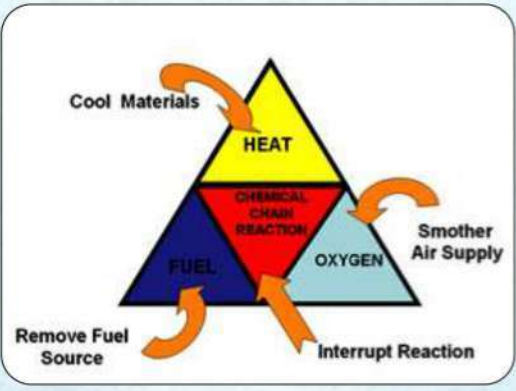 Cool Materials
HEAT
CHEMICAL
CHAIN
REACTION
Smother
Air Supply
FUEL
OXYGEN
Remove Fuel
Source
Interrupt Reaction